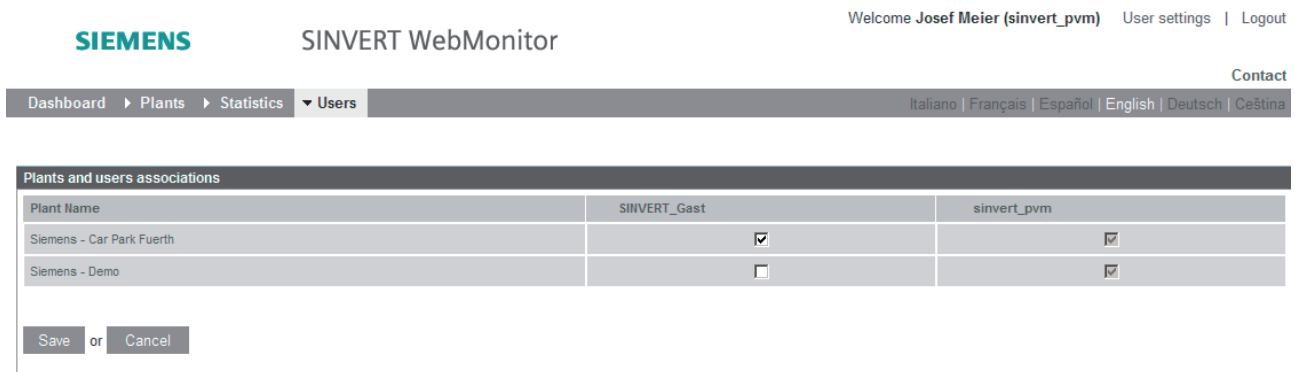 Welcome Josef Meier (sinvert_pvm) User settings | Logout
SIEMENS SINVERT WebMonitor
Contact
Dashboard Plants Statistics Users Italiano | Français | Español | English | Deutsch | Ceština
Plants and users associations
Plant Name SINVERT_Gast sinvert_pvm
Siemens - Car Park Fuerth
Siemens - Demo
Save or Cancel